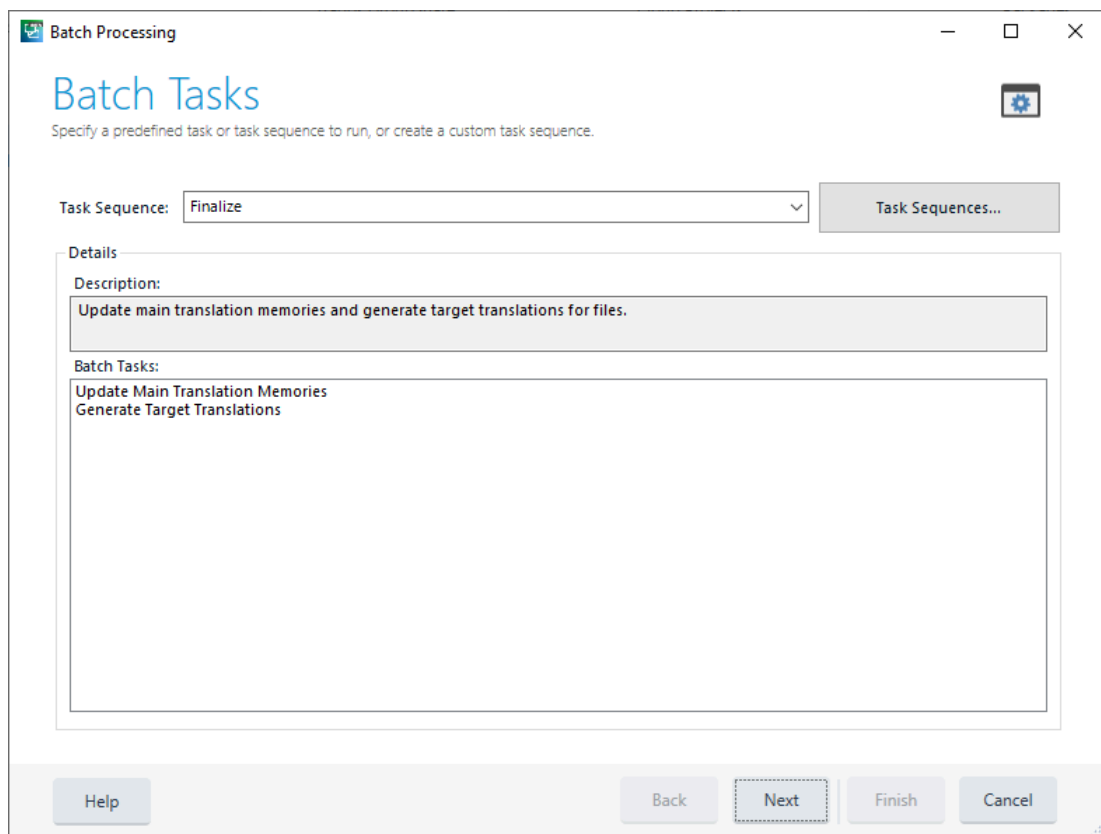 Batch Processing
Batch Tasks
Specify a predefined task or task sequence to run, or create a custom task sequence.
Task Sequence: Finalize Task Sequences...
Details
Description:
Update main translation memories and generate target translations for files.
Batch Tasks:
Update Main Translation Memories
Generate Target Translations
Help Back Next Finish Cancel